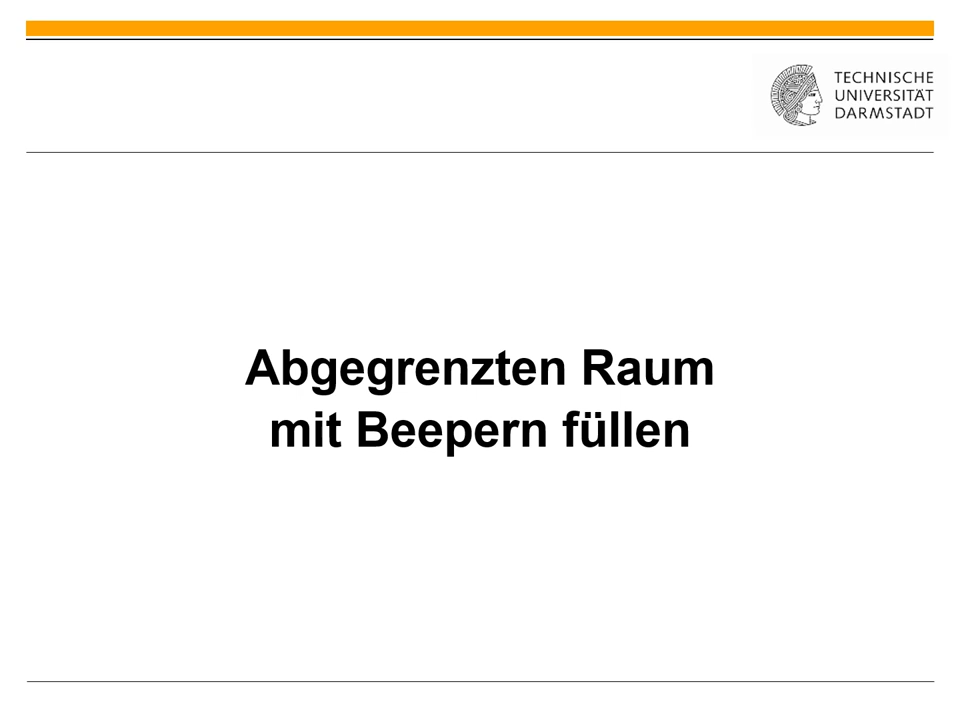 TECHNISCHE
UNIVERSITÄT
DARMSTADT
Abgegrenzten Raum
mit Beepern füllen